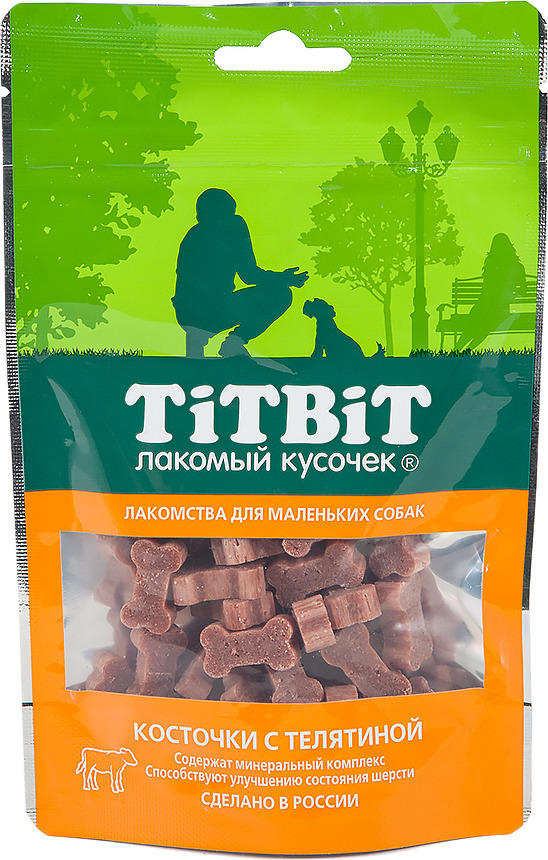 TiTBiT
лакомый кусочек®
ЛАКОМСТВА ДЛЯ МАЛЕНЬКИХ СОБАК
КОСТОЧКИ С ТЕЛЯТИНОЙ
Содержат минеральный комплекс
Способствуют улучшению состояния шерсти
СДЕЛАНО В РОССИИ